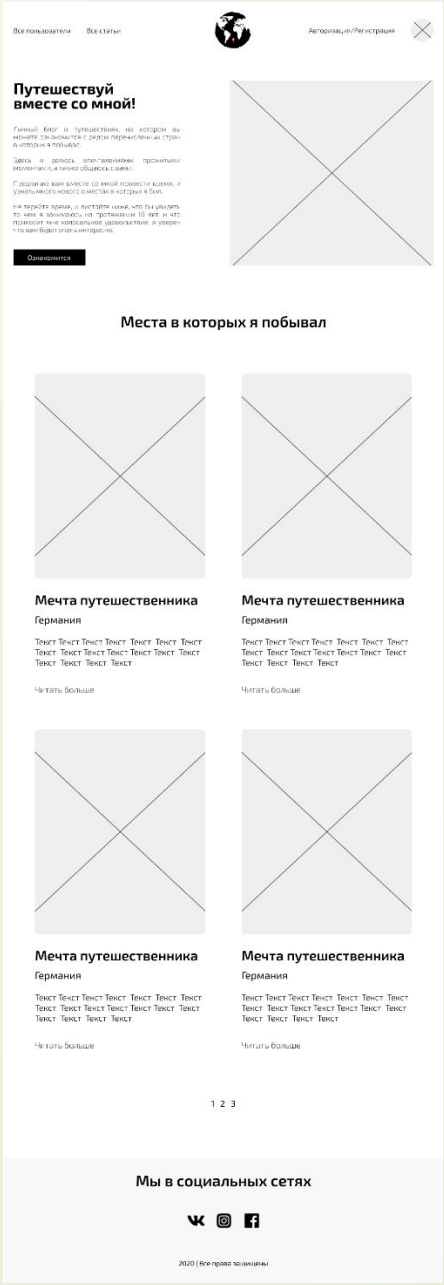 Все пользователи Все статьи Авторизация/Регистрация
Путешествуй
вместе со мной!
Личный блог о путешествиях, на котором вы
можете ознакомится с рядом перечисленных стран
в которых я побывал.
Здесь я делюсь впечатлениями, прожитыми
моментами, а также общаюсь с вами.
Предлагаю вам вместе со мной провести время, и
узнать много нового о местах в которых я был.
Не теряйте время, и листайте ниже, что бы увидеть
то чем я занимаюсь на протяжении 10 лет, и что
приносит мне колосальное удовольствие, я уверен
что вам будет очень интересно.
Ознакомится
Места в которых я побывал
Мечта путешественника Мечта путешественника
Германия Германия
Текст Текст Текст Текст Текст Текст Текст Текст Текст Текст Текст Текст Текст Текст
Текст Текст Текст Текст Текст Текст Текст Текст Текст Текст Текст Текст Текст Текст
Текст Текст Текст Текст Текст Текст Текст Текст
Читать больше Читать больше
Мечта путешественника Мечта путешественника
Германия Германия
Текст Текст Текст Текст Текст Текст Текст Текст Текст Текст Текст Текст Текст Текст
Текст Текст Текст Текст Текст Текст Текст Текст Текст Текст Текст Текст Текст Текст
Текст Текст Текст Текст Текст Текст Текст Текст
Читать больше Читать больше
1 2 3
Мы в социальных сетях
2020 | Все права защищены